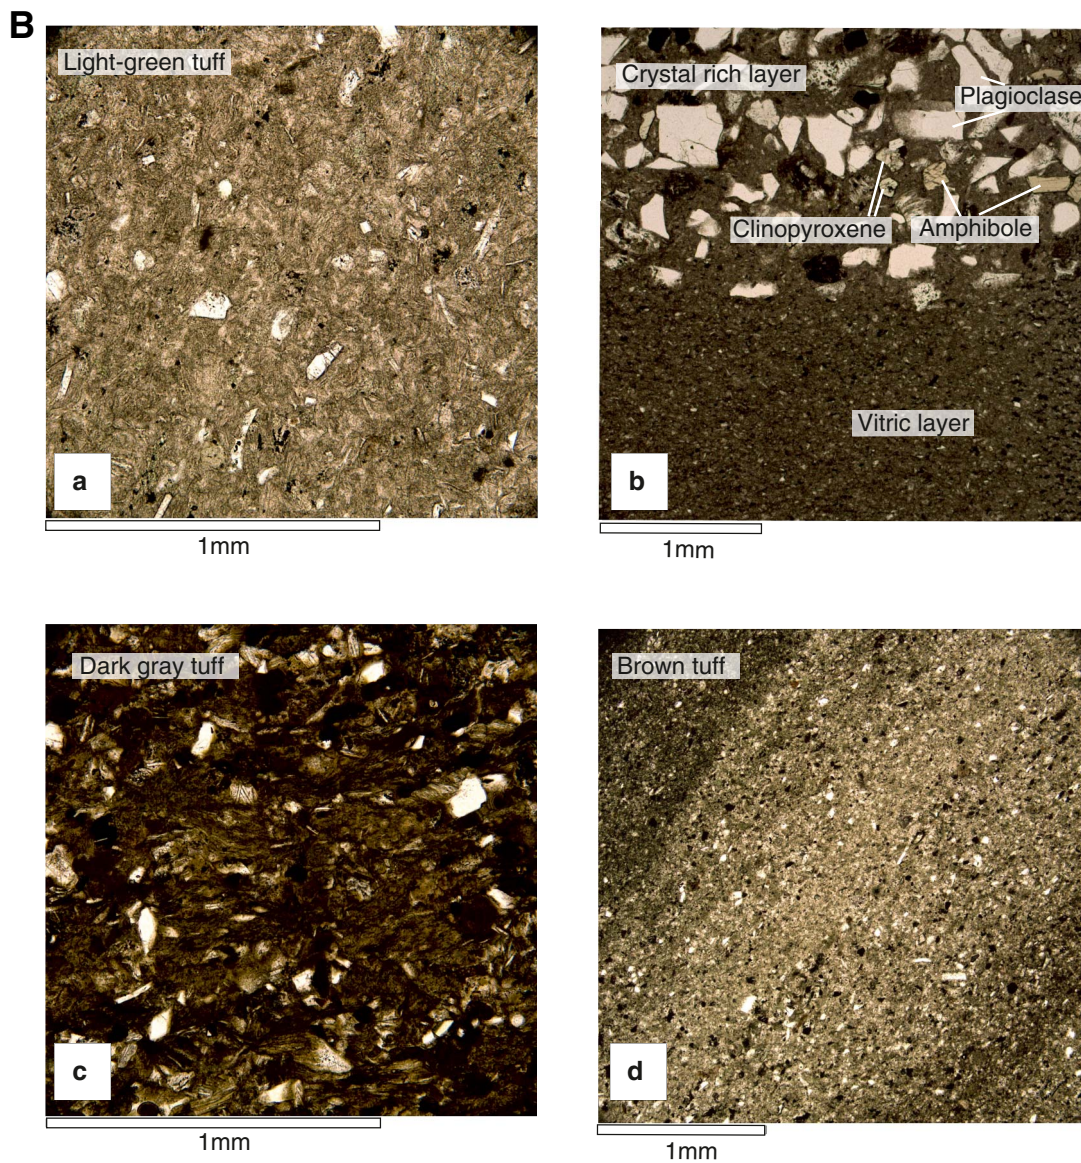 B
Light-green tuff
a
1mm
Crystal rich layer
Plagioclase
Clinopyroxene
Amphibole
Vitric layer
b
1mm
Dark gray tuff
c
1mm
Brown tuff
d
1mm